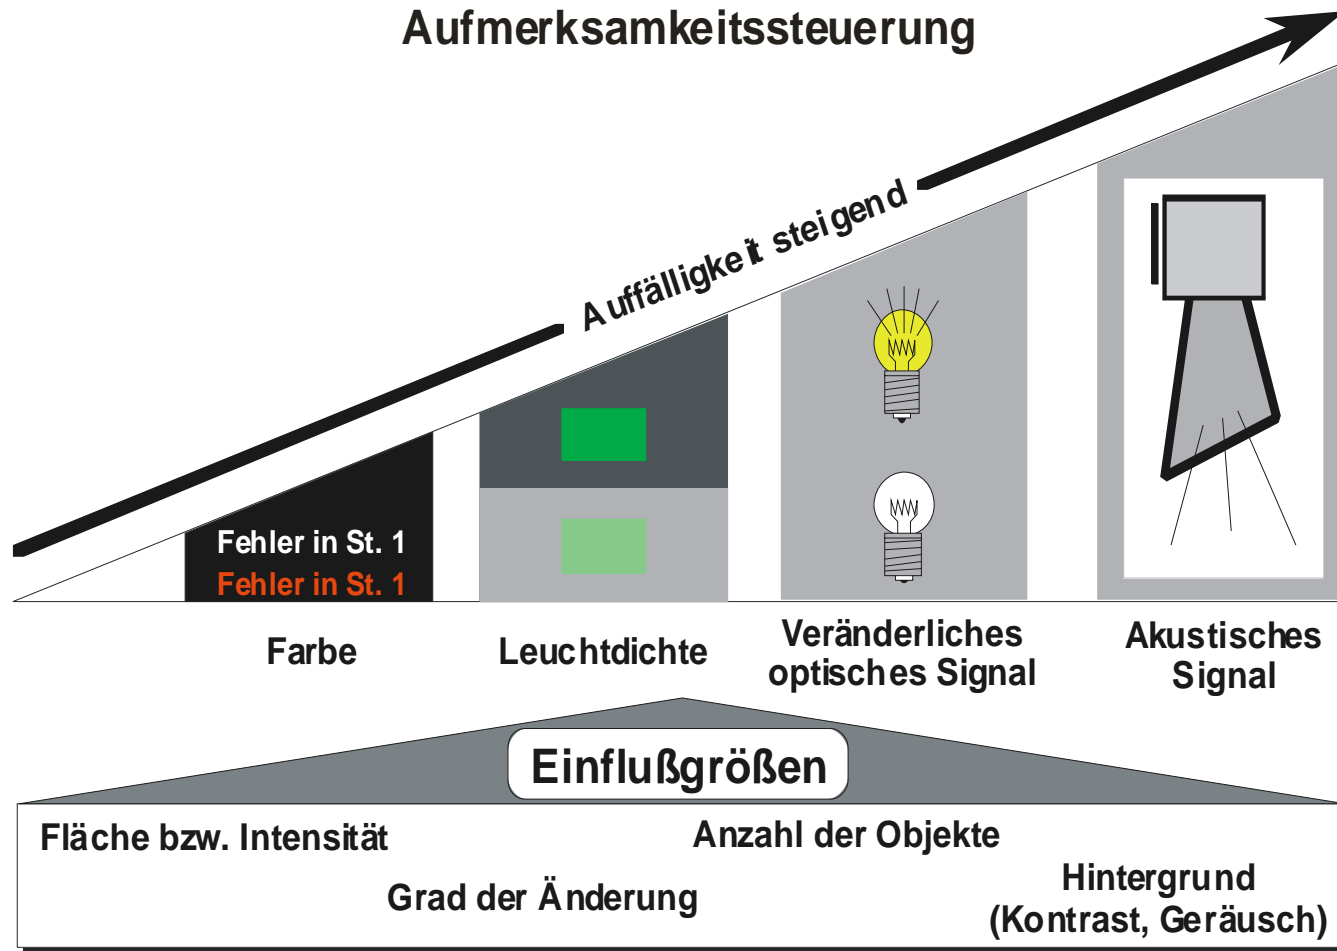 Aufmerksamkeitssteuerung
Auffälligkeit steigend
Fehler in St. 1
Fehler in St. 1
Farbe
Leuchtdichte
Veränderliches
optisches Signal
Akustisches
Signal
Einflußgrößen
Fläche bzw. Intensität
Anzahl der Objekte
Grad der Änderung
Hintergrund
(Kontrast, Geräusch)